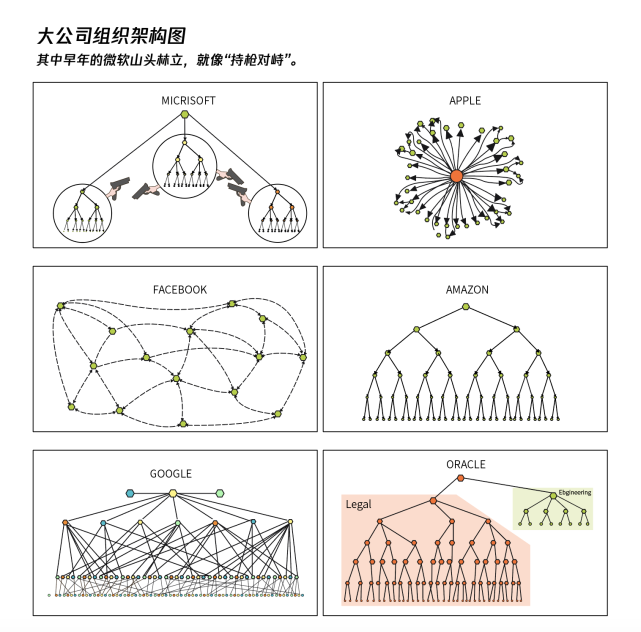 大公司组织架构图
其中早年的微软山头林立，就像“持枪对峙”。
MICRISOFT
APPLE
FACEBOOK
AMAZON
GOOGLE
ORACLE
Legal
Ebgineering